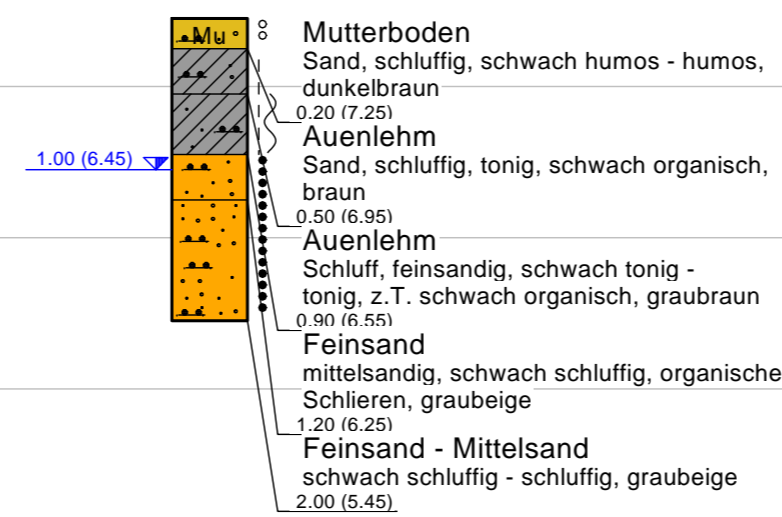 Mu
Mutterboden
Sand, schluffig, schwach humos - humos,
dunkelbraun
0.20 (7.25)
Auenlehm
1.00 (6.45)
Sand, schluffig, tonig, schwach organisch,
braun
0.50 (6.95)
Auenlehm
Schluff, feinsandig, schwach tonig -
tonig, z.T. schwach organisch, graubraun
0.90 (6.55)
Feinsand
mittelsandig, schwach schluffig, organische
Schlieren, graubeige
1.20 (6.25)
Feinsand - Mittelsand
schwach schluffig - schluffig, graubeige
2.00 (5.45)